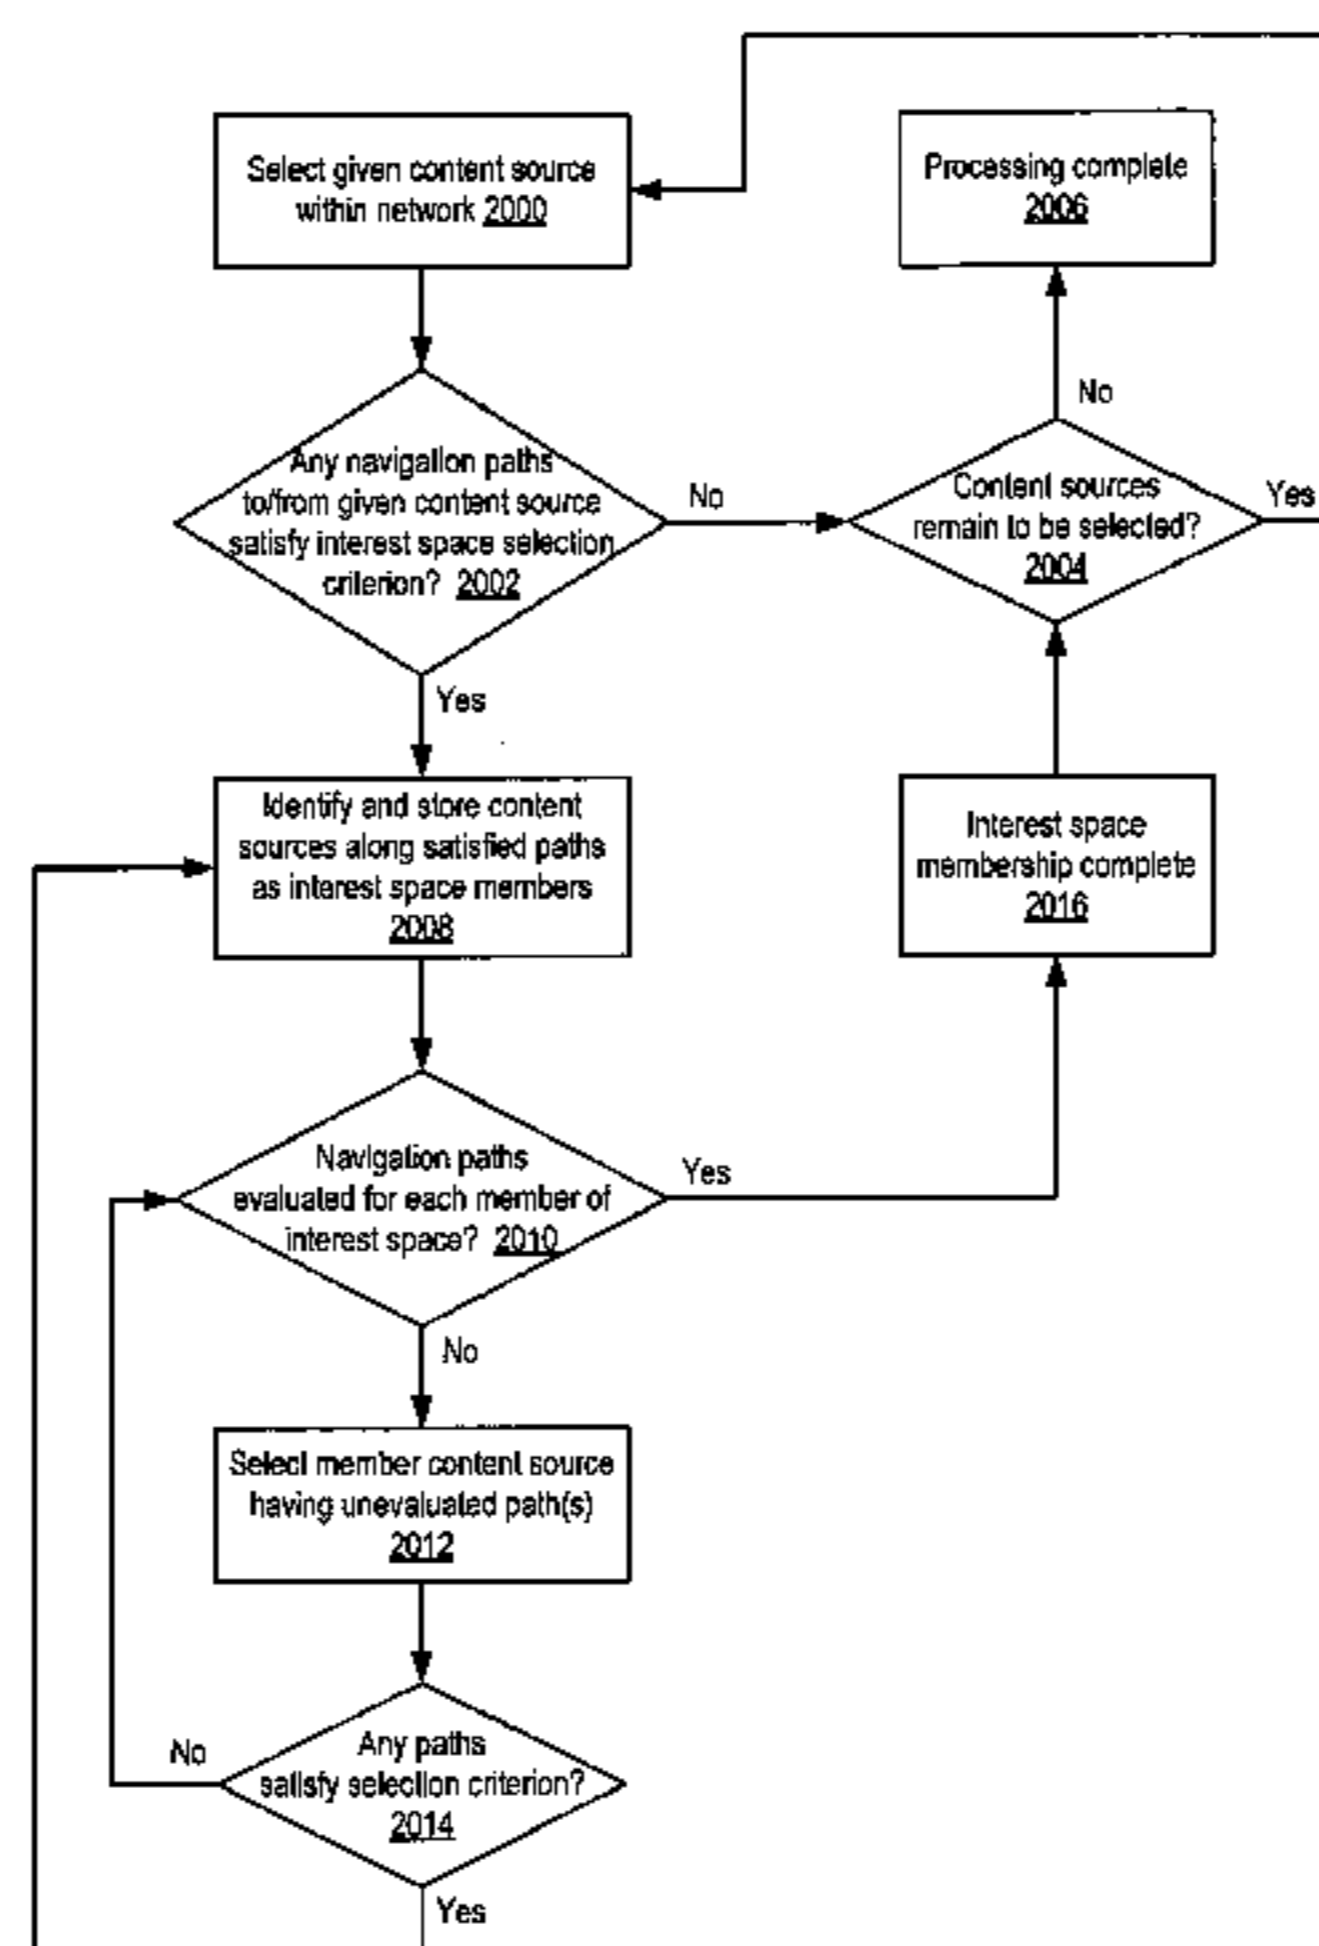 Select given content source
within network 2000
Processing complete
2006
No
Any navigation paths
to/from given content source
satisfy interest space selection
criterion? 2002
No
Content sources
remain to be selected?
2004
Yes
Yes
Identify and store content
sources along satisfied paths
as interest space members
2008
Interest space
membership complete
2016
Navigation paths
evaluated for each member of
interest space? 2010
Yes
No
Select member content source
having unevaluated path(s)
2012
Any paths
satisfy selection criterion?
2014
No
Yes